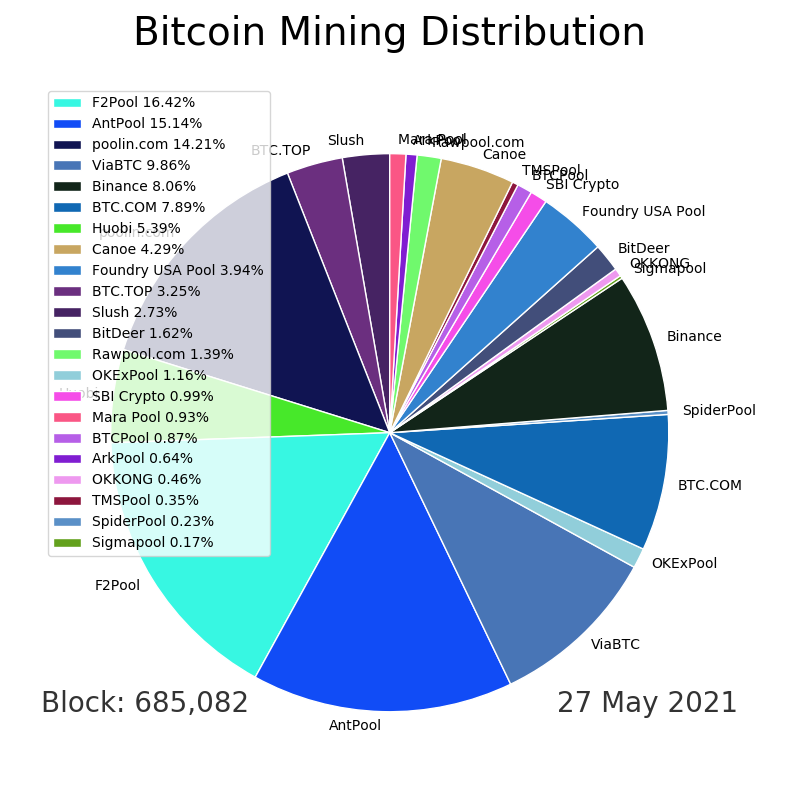 Bitcoin Mining Distribution
F2Pool 16.42%
AntPool 15.14%
poolin.com 14.21%
ViaBTC 9.86%
Binance 8.06%
BTC.COM 7.89%
Huobi 5.39%
Canoe 4.29%
Foundry USA Pool 3.94%
BTC.TOP 3.25%
Slush 2.73%
BitDeer 1.62%
Rawpool.com 1.39%
OKExPool 1.16%
SBI Crypto 0.99%
Mara Pool 0.93%
BTCPool 0.87%
ArkPool 0.64%
OKKONG 0.46%
TMSPool 0.35%
SpiderPool 0.23%
Sigmapool 0.17%
BTC.TOP
Slush
Mara Pool
ArkPool
Rawpool.com
Canoe
TMSPool
BTCPool
SBI Crypto
Foundry USA Pool
BitDeer
OKKONG
Sigmapool
Binance
SpiderPool
BTC.COM
OKExPool
ViaBTC
AntPool
F2Pool
Huobi
poolin.com
Block: 685,082
27 May 2021